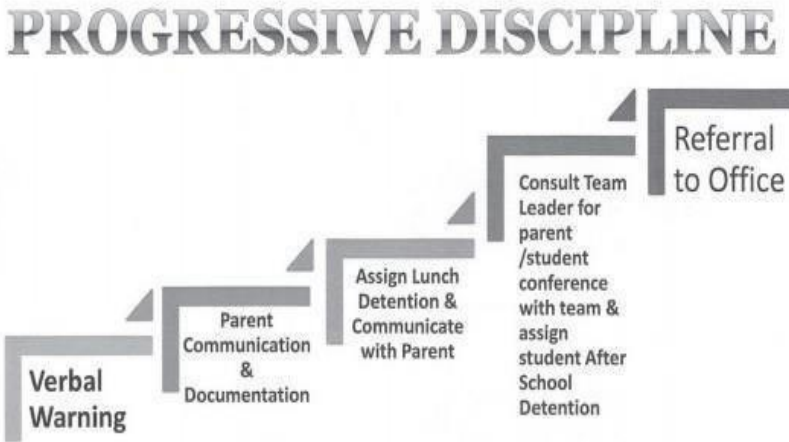 PROGRESSIVE DISCIPLINE
Verbal
Warning
Parent
Communication
&
Documentation
Assign Lunch
Detention &
Communicate
with Parent
Consult Team
Leader for
parent
/student
conference
with team &
assign
student After
School
Detention
Referral
to Office